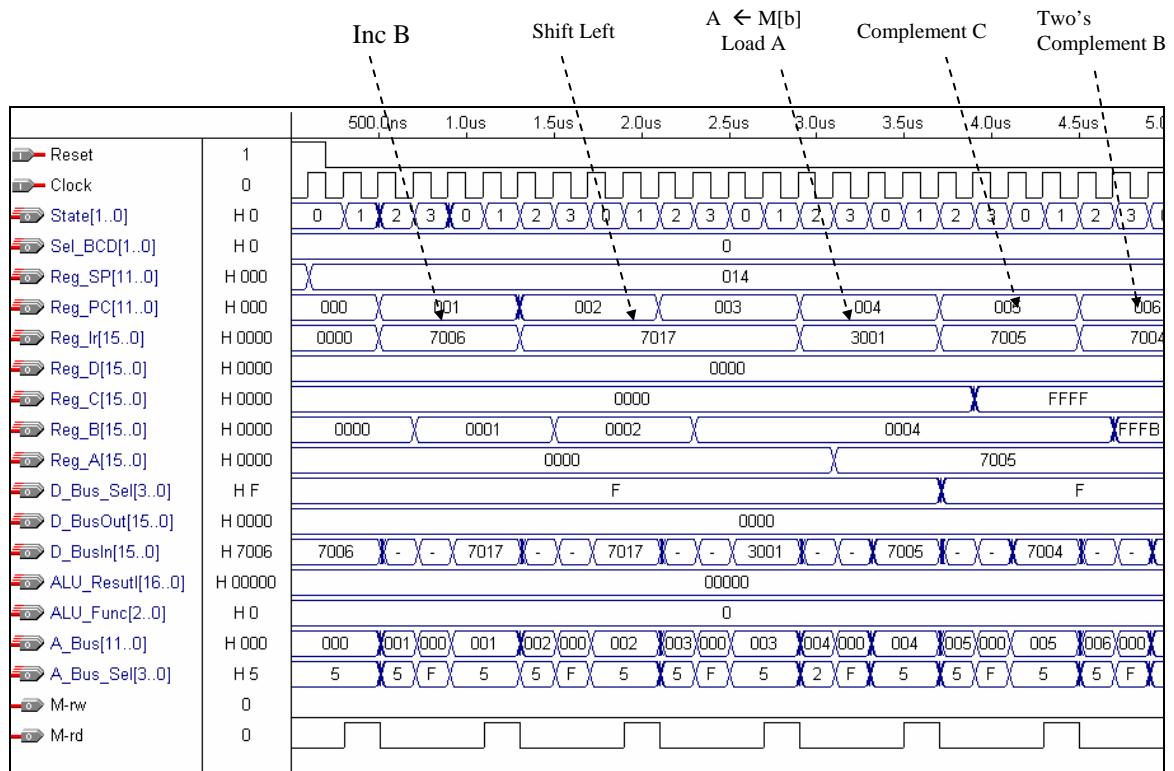 Inc B
Shift Left
A ← M[b]
Load A
Complement C
Two's
Complement B
500.0ns 1.0us 1.5us 2.0us 2.5us 3.0us 3.5us 4.0us 4.5us 5.0
Reset 1
Clock 0
State[1..0] H 0 0 1 2 3 0 1 2 3 0 1 2 3 0 1 2 3 0 1 2 3 0 1 2 3
Sel_BCD[1..0] H 0 0
Reg_SP[11..0] H 000 014
Reg_PC[11..0] H 000 000 001 002 003 004 005 006
Reg_Ir[15..0] H 0000 0000 7006 7017 3001 7005 7004
Reg_D[15..0] H 0000 0000
Reg_C[15..0] H 0000 0000 FFFF
Reg_B[15..0] H 0000 0000 0001 0002 0004 FFFB
Reg_A[15..0] H 0000 0000 7005
D_Bus_Sel[3..0] H F F F
D_BusOut[15..0] H 0000 0000
D_BusIn[15..0] H 7006 7006 - - 7017 - - 7017 - - 3001 - - 7005 - - 7004 - -
ALU_Resutl[16..0] H 00000 00000
ALU_Func[2..0] H 0 0
A_Bus[11..0] H 000 000 001 000 001 002 000 002 003 000 003 004 000 004 005 000 005 006 000
A_Bus_Sel[3..0] H 5 5 5 F 5 5 F 5 5 F 5 2 F 5 5 F 5 5 F
M-rw 0
M-rd 0